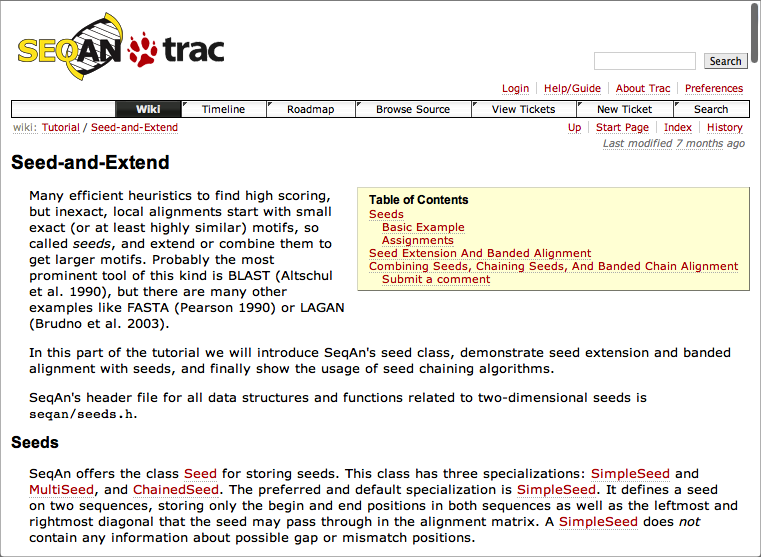 SEQAN trac
Search
Login Help/Guide About Trac Preferences
Wiki Timeline Roadmap Browse Source View Tickets New Ticket Search
wiki: Tutorial / Seed-and-Extend
Up Start Page Index History
Last modified 7 months ago
Seed-and-Extend
Many efficient heuristics to find high scoring,
but inexact, local alignments start with small
exact (or at least highly similar) motifs, so
called seeds, and extend or combine them to
get larger motifs. Probably the most
prominent tool of this kind is BLAST (Altschul
et al. 1990), but there are many other
examples like FASTA (Pearson 1990) or LAGAN
(Brudno et al. 2003).
Table of Contents
Seeds
Basic Example
Assignments
Seed Extension And Banded Alignment
Combining Seeds, Chaining Seeds, And Banded Chain Alignment
Submit a comment
In this part of the tutorial we will introduce SeqAn's seed class, demonstrate seed extension and banded
alignment with seeds, and finally show the usage of seed chaining algorithms.
SeqAn's header file for all data structures and functions related to two-dimensional seeds is
seqan/seeds.h.
Seeds
SeqAn offers the class Seed for storing seeds. This class has three specializations: SimpleSeed and
MultiSeed, and ChainedSeed. The preferred and default specialization is SimpleSeed. It defines a seed
on two sequences, storing only the begin and end positions in both sequences as well as the leftmost and
rightmost diagonal that the seed may pass through in the alignment matrix. A SimpleSeed does not
contain any information about possible gap or mismatch positions.